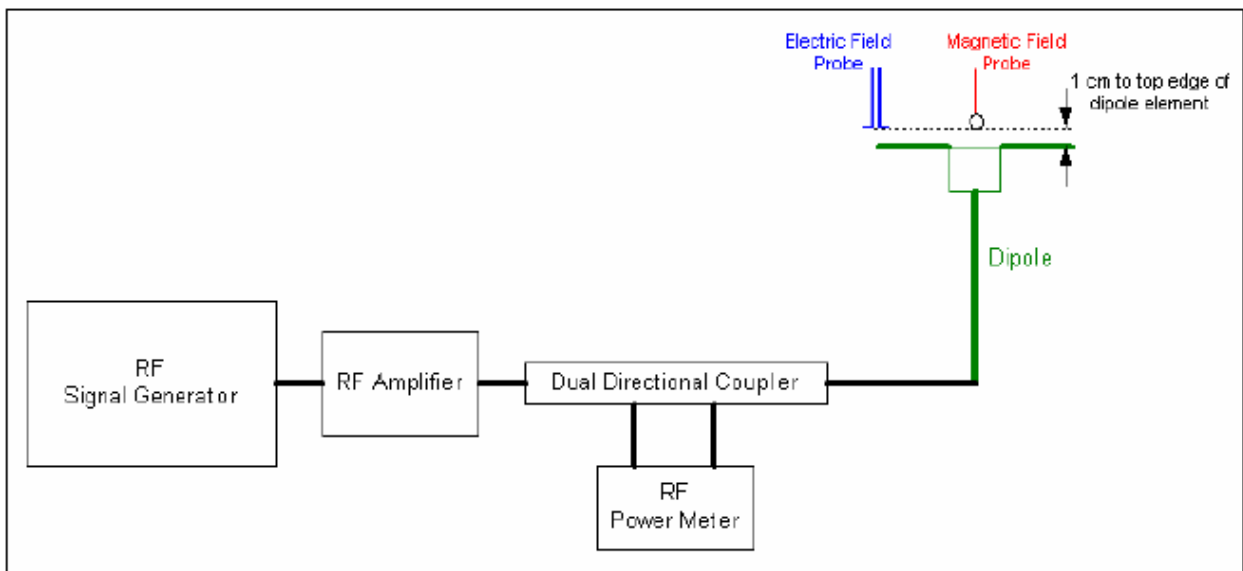 Electric Field
Probe
Magnetic Field
Probe
1 cm to top edge of
dipole element
Dipole
RF
Signal Generator
RF Amplifier
Dual Directional Coupler
RF
Power Meter